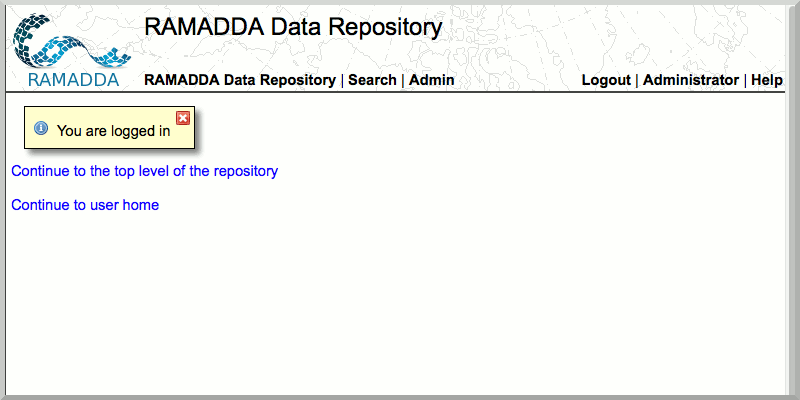 RAMADDA Data Repository
RAMADDA
RAMADDA Data Repository | Search | Admin
Logout | Administrator | Help
You are logged in
Continue to the top level of the repository
Continue to user home